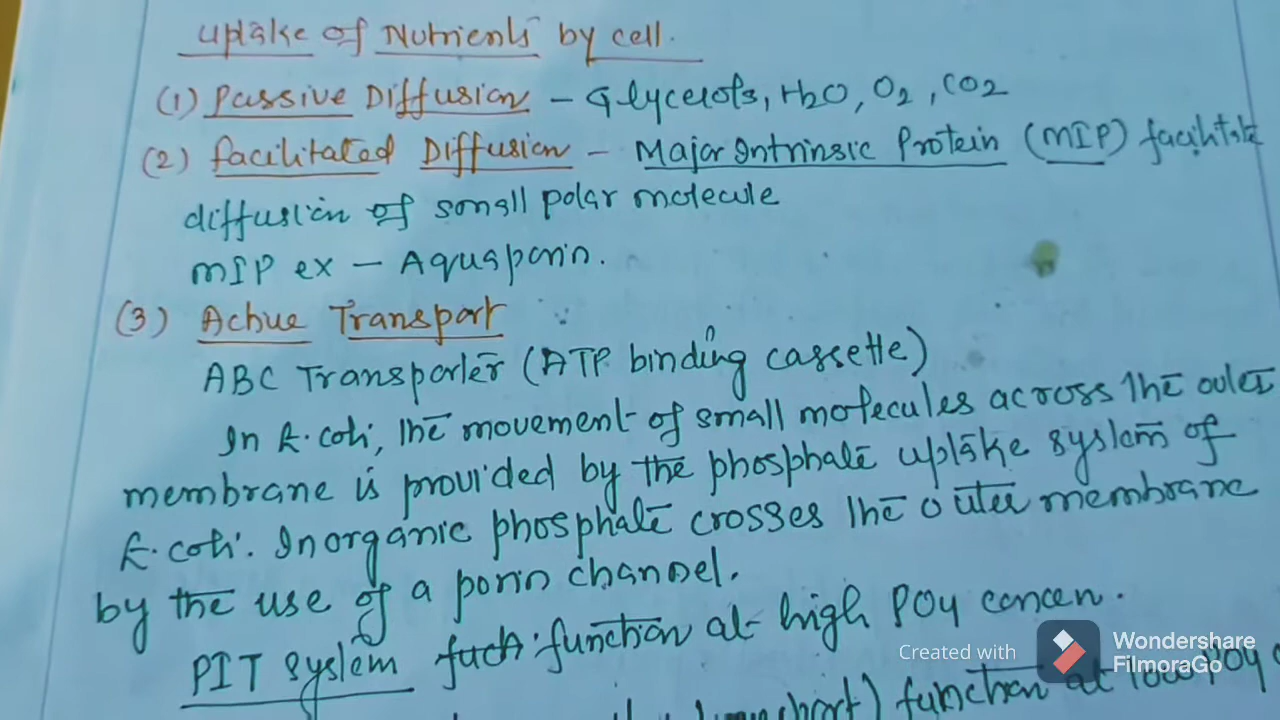 Uptake of Nutrients by cell.
(1) Passive Diffusion – Glycerols, H2O, O2, CO2
(2) facilitated Diffusion – Major Intrinsic Protein (MIP) facilitate
diffusion of small polar molecule
MIP ex – Aquaporin.
(3) Active Transport
ABC Transporter (ATP binding cassette)
In E.coli, the movement of small molecules across the outer
membrane is provided by the phosphate uptake system of
E.coli. Inorganic phosphate crosses the outer membrane
by the use of a porin channel.
PIT system function at high PO4 concen.
function at low PO4
Created with Wondershare FilmoraGo